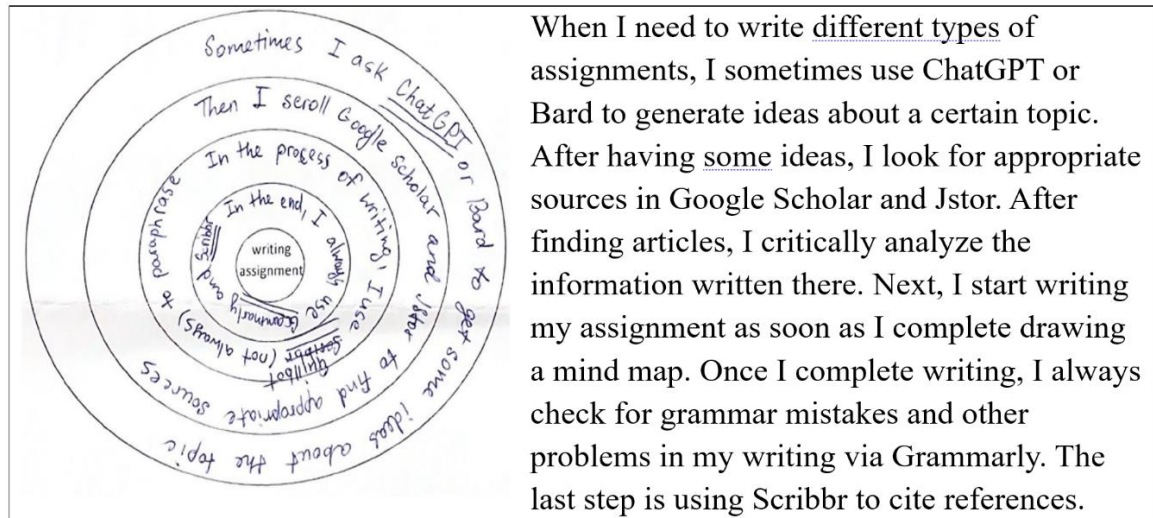 Sometimes I ask ChatGPT or Bard to get some ideas about the topic
Then I scroll Google scholar and Jstor to find appropriate sources
In the process of writing, I use Quillbot (not always) to paraphrase
In the end, I always use Grammarly and Scribbr
writing
assignment
When I need to write different types of
assignments, I sometimes use ChatGPT or
Bard to generate ideas about a certain topic.
After having some ideas, I look for appropriate
sources in Google Scholar and Jstor. After
finding articles, I critically analyze the
information written there. Next, I start writing
my assignment as soon as I complete drawing
a mind map. Once I complete writing, I always
check for grammar mistakes and other
problems in my writing via Grammarly. The
last step is using Scribbr to cite references.